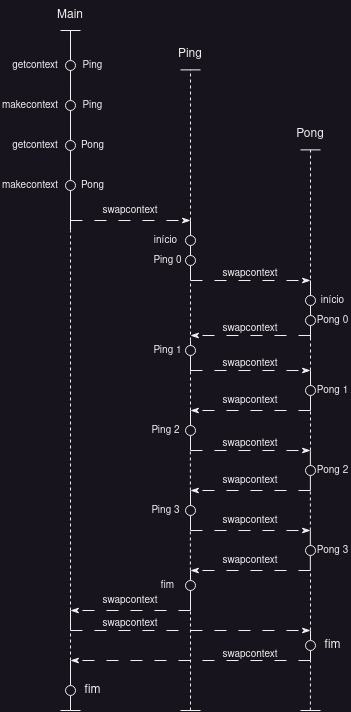 Main
Ping
getcontext Ping
makecontext Ping
Pong
getcontext Pong
makecontext Pong
swapcontext
início
Ping 0
swapcontext
início
Pong 0
swapcontext
Ping 1
swapcontext
Pong 1
swapcontext
Ping 2
swapcontext
Pong 2
swapcontext
Ping 3
swapcontext
Pong 3
swapcontext
fim
swapcontext
swapcontext
fim
swapcontext
fim